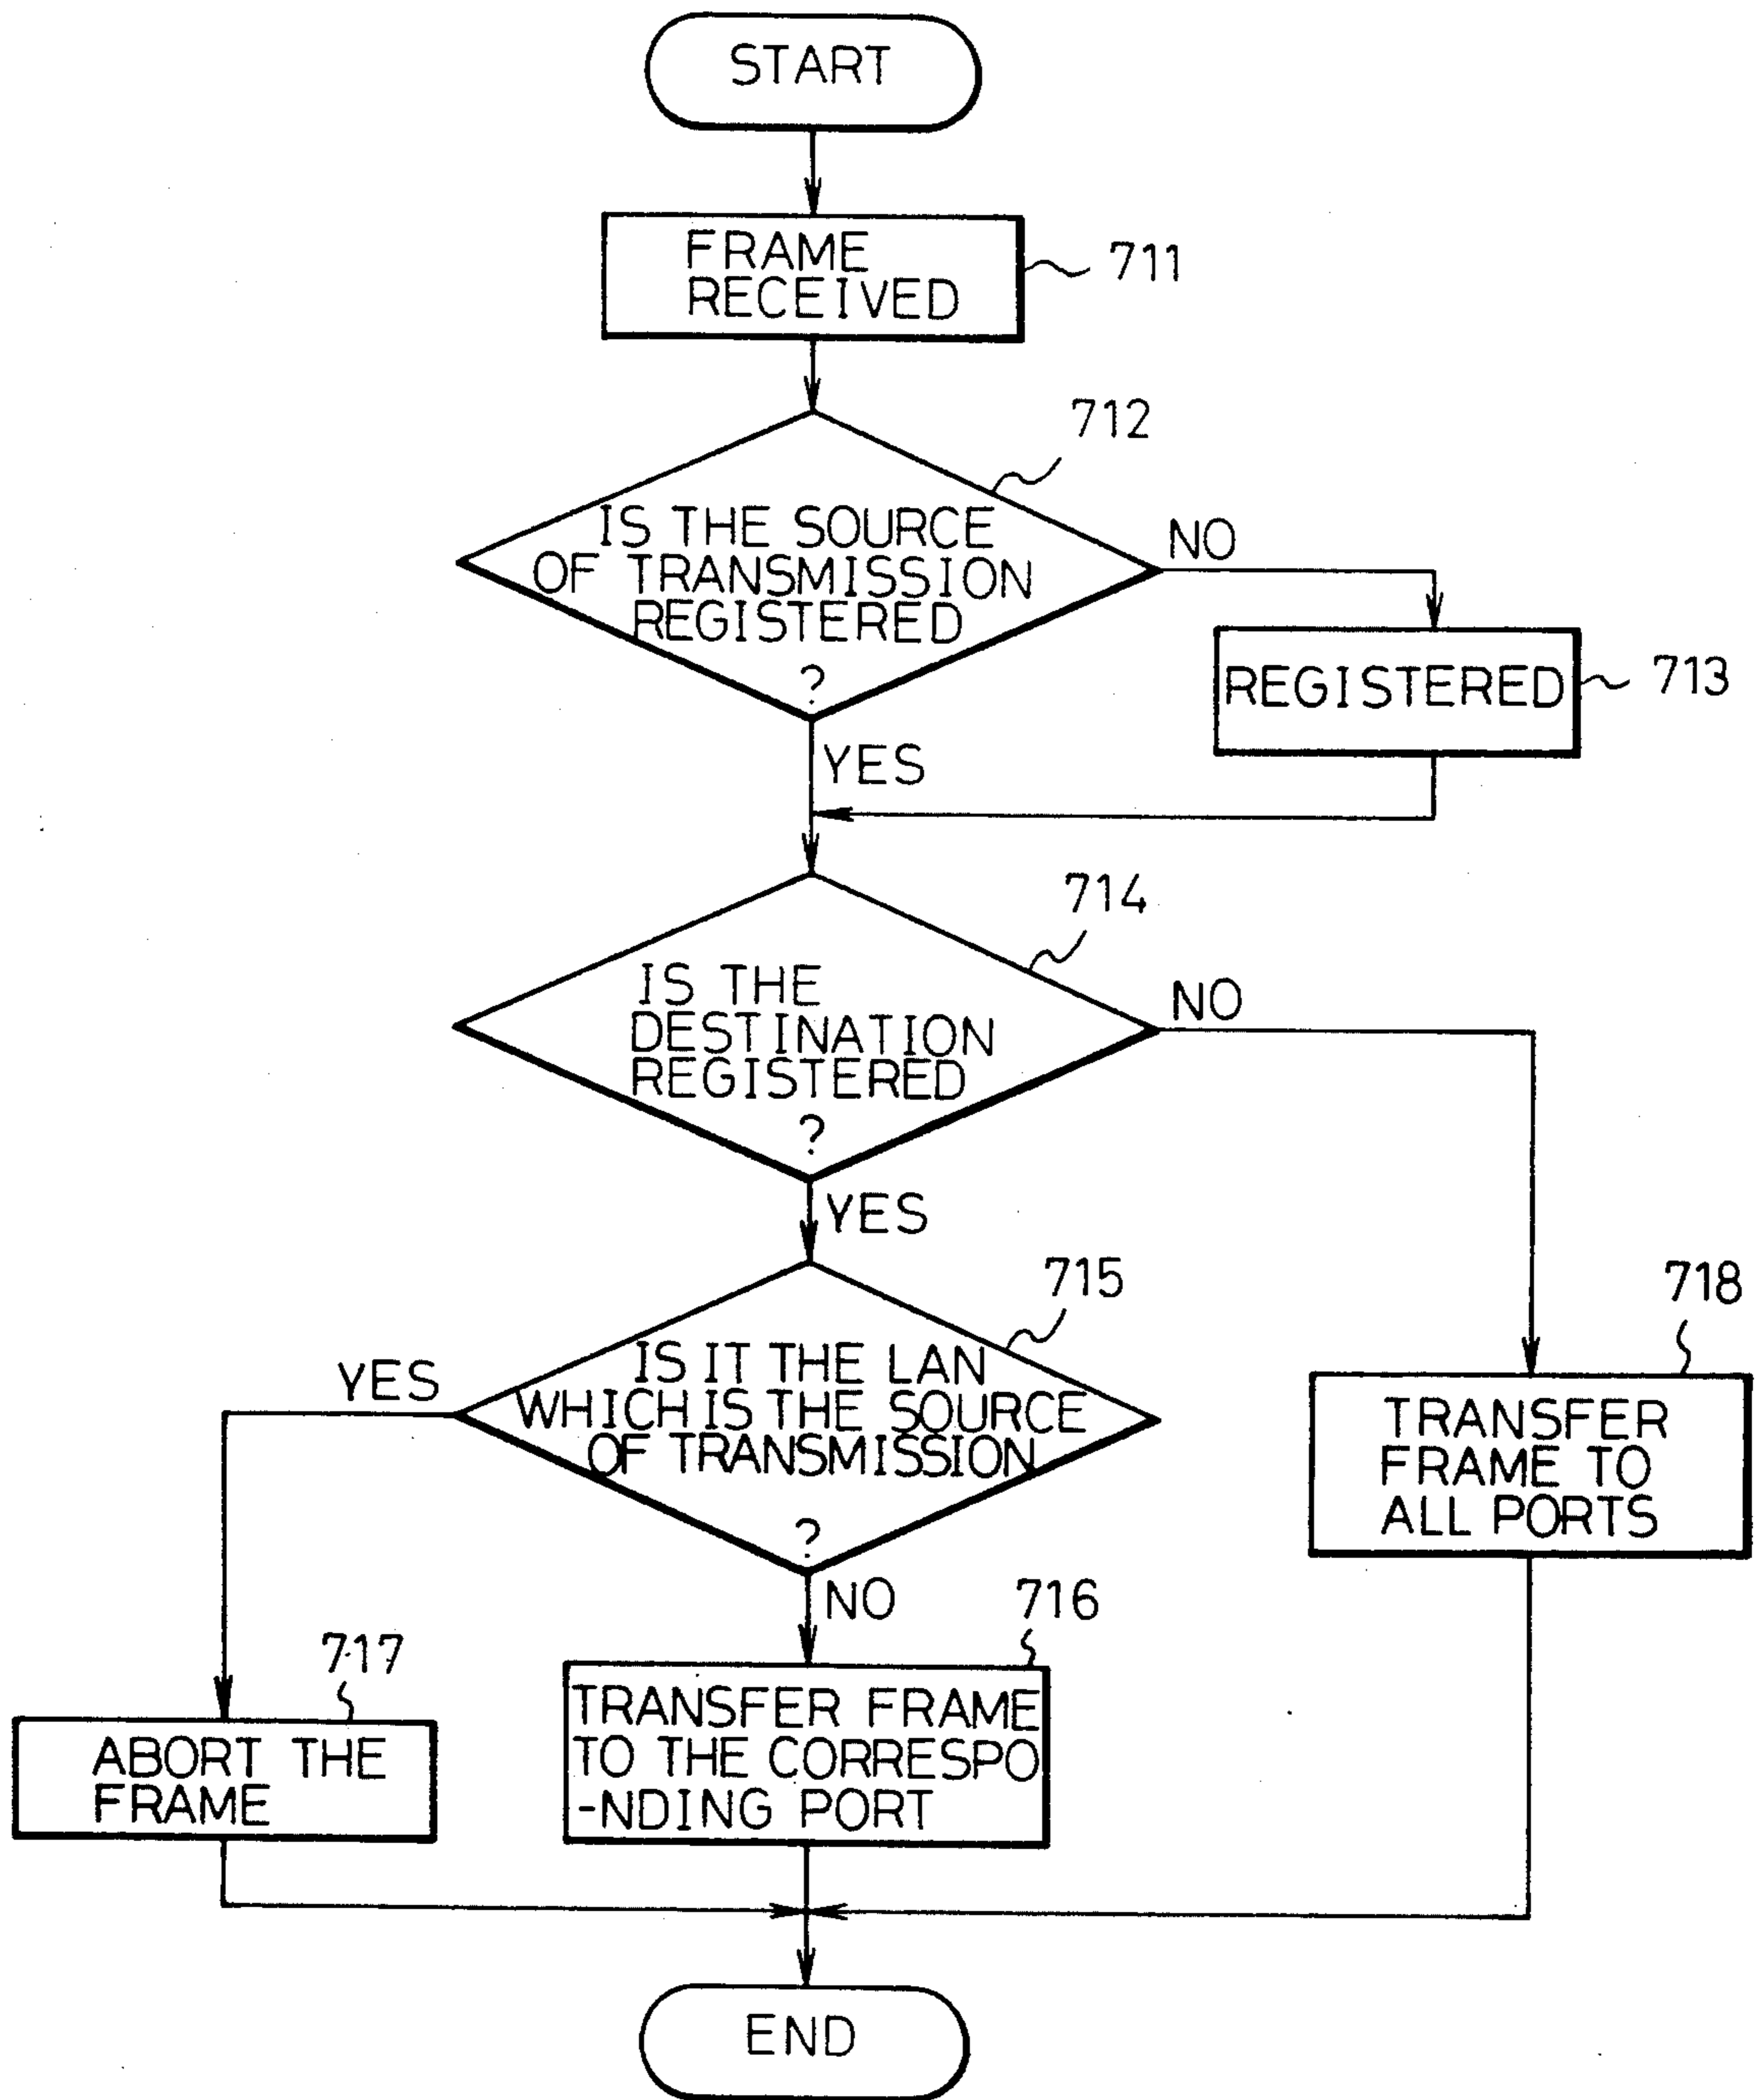 START
FRAME
RECEIVED
711
712
IS THE SOURCE
OF TRANSMISSION
REGISTERED
?
NO
REGISTERED
713
YES
714
IS THE
DESTINATION
REGISTERED
?
NO
YES
715
IS IT THE LAN
WHICH IS THE SOURCE
OF TRANSMISSION
?
YES
NO
718
TRANSFER
FRAME TO
ALL PORTS
717
ABORT THE
FRAME
716
TRANSFER FRAME
TO THE CORRESPO
-NDING PORT
END